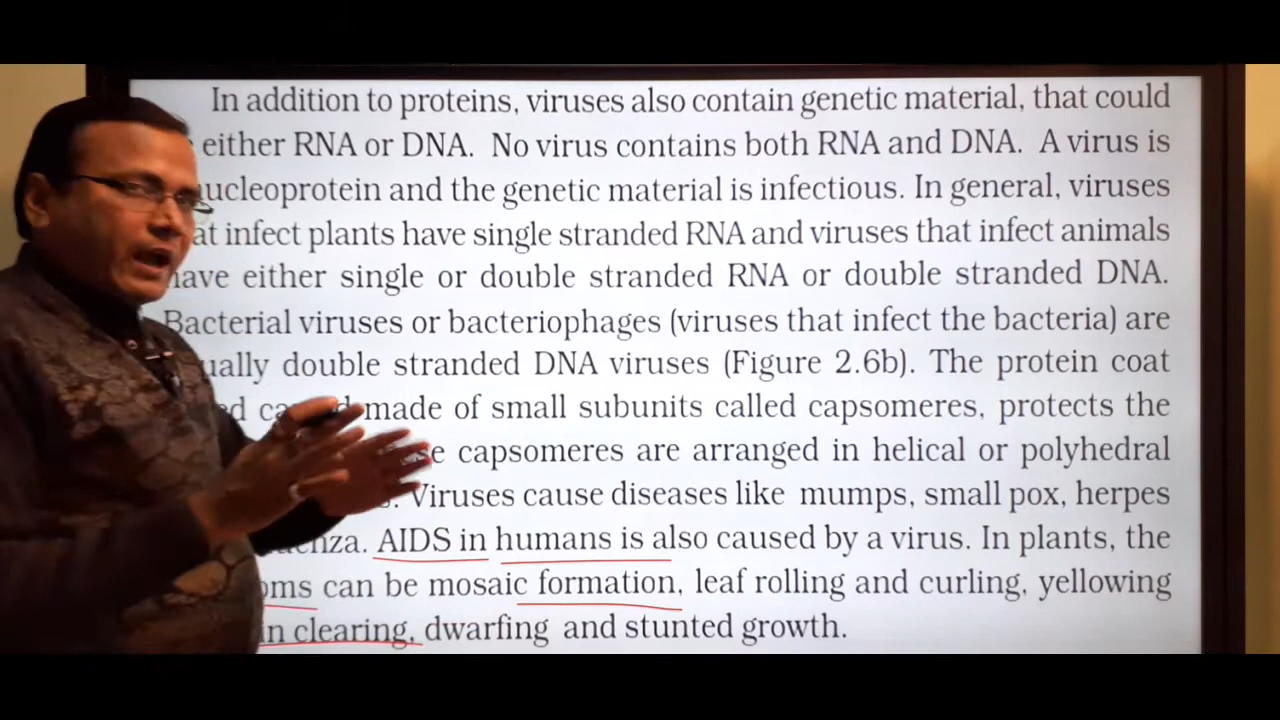 In addition to proteins, viruses also contain genetic material, that could
either RNA or DNA. No virus contains both RNA and DNA. A virus is
and the genetic material is infectious. In general, viruses
infect plants have single stranded RNA and viruses that infect animals
have either single or double stranded RNA or double stranded DNA.
Bacterial viruses or bacteriophages (viruses that infect the bacteria) are
double stranded DNA viruses (Figure 2.6b). The protein coat
made of small subunits called capsomeres, protects the
capsomeres are arranged in helical or polyhedral
Viruses cause diseases like mumps, small pox, herpes
AIDS in humans is also caused by a virus. In plants, the
can be mosaic formation, leaf rolling and curling, yellowing
clearing, dwarfing and stunted growth.